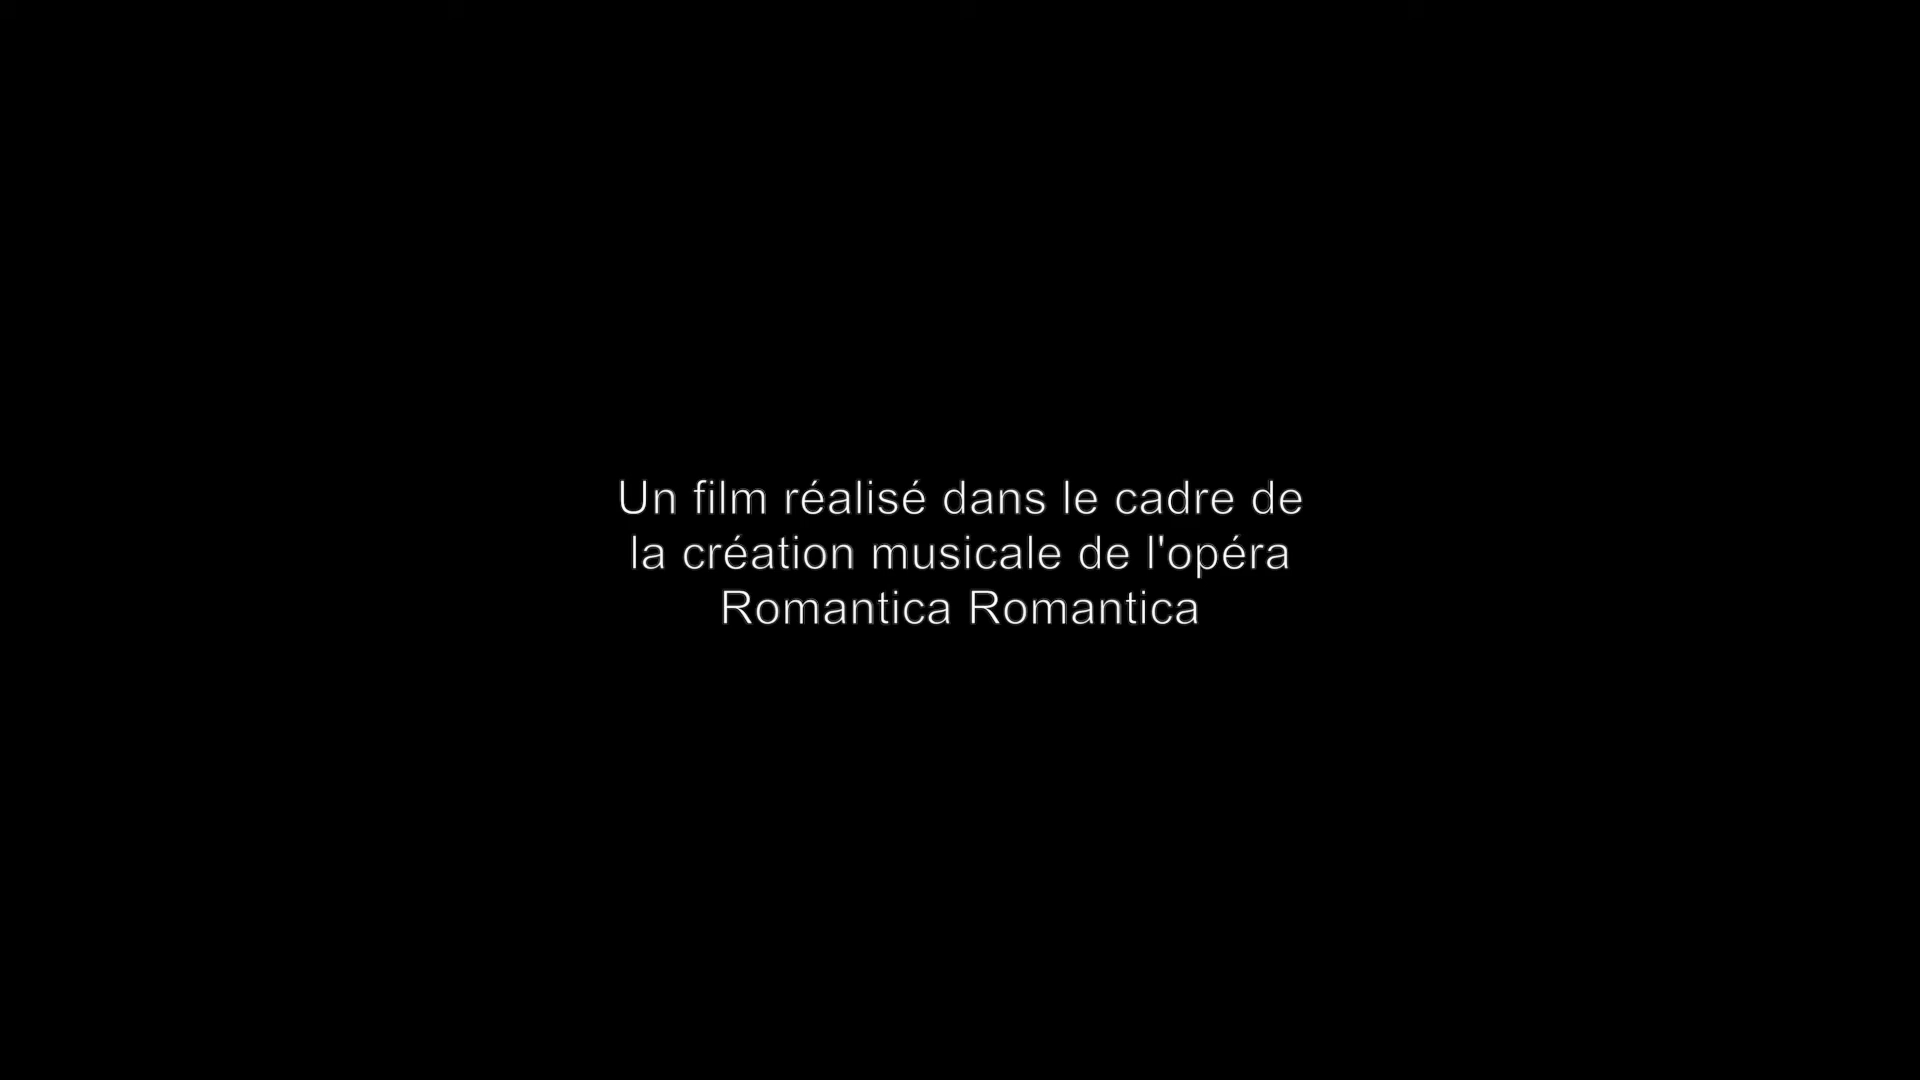 Un film réalisé dans le cadre de
la création musicale de l'opéra
Romantica Romantica